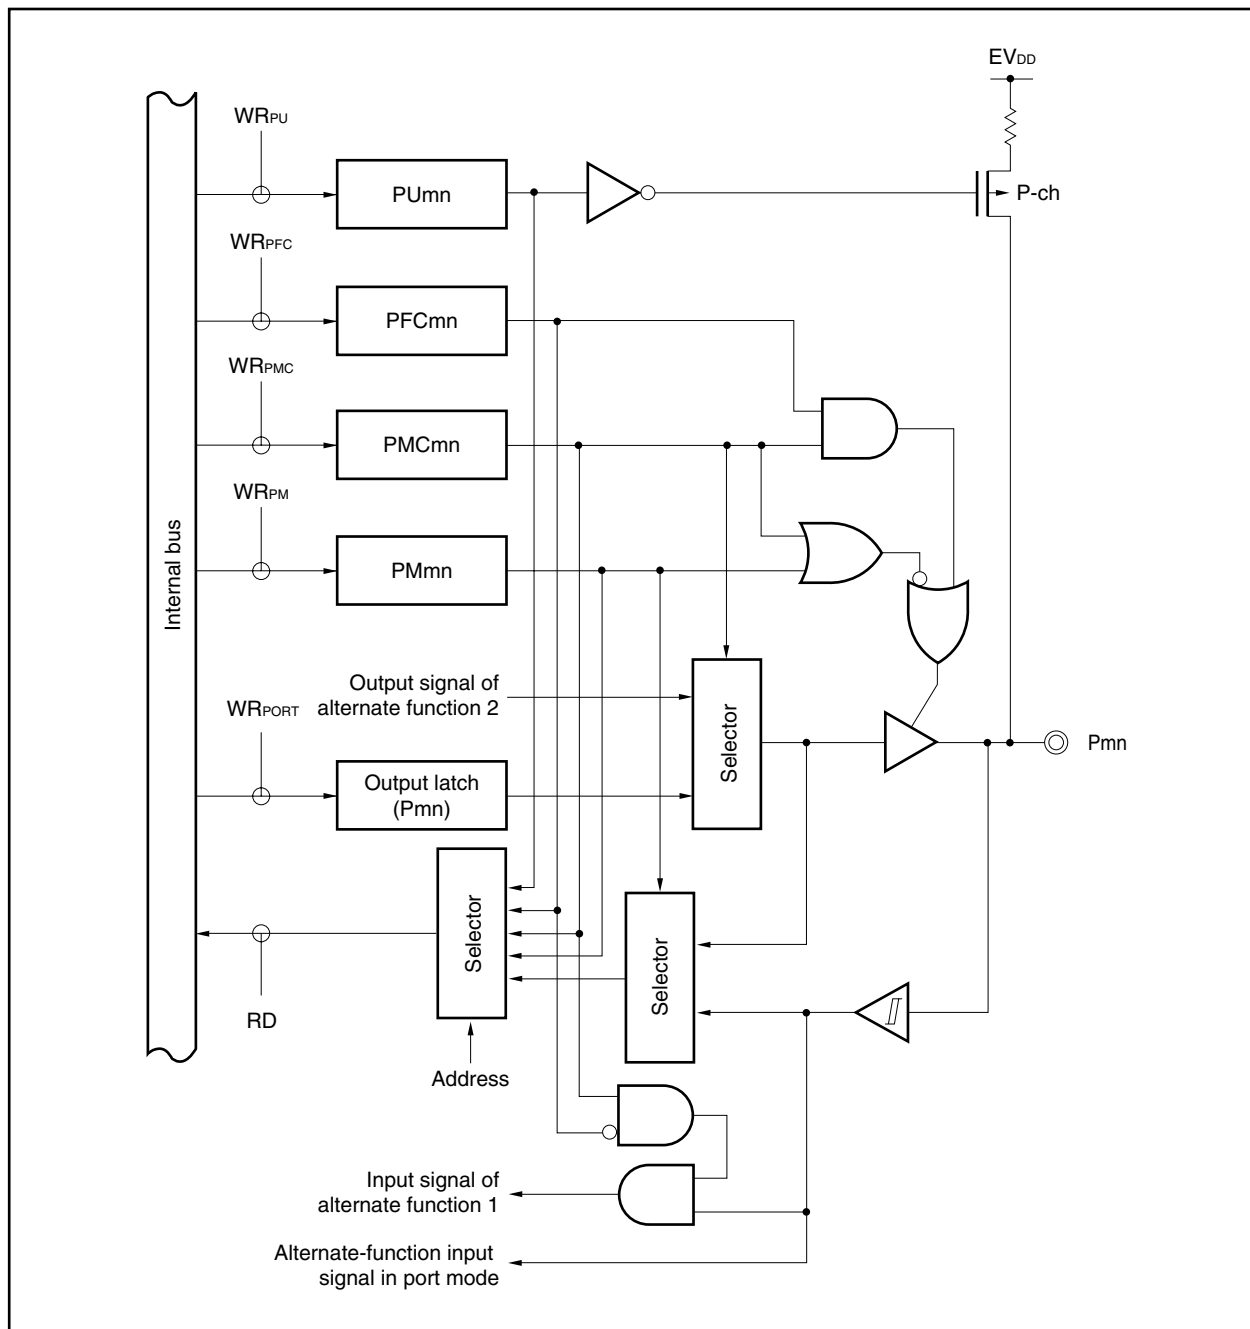 EVDD
WRPU
PUmn
P-ch
WRPFC
PFCmn
WRPMC
PMCmn
WRPM
PMmn
Internal bus
Output signal of
alternate function 2
Selector
WRPORT
Output latch
(Pmn)
Pmn
Selector
Selector
RD
Address
Input signal of
alternate function 1
Alternate-function input
signal in port mode